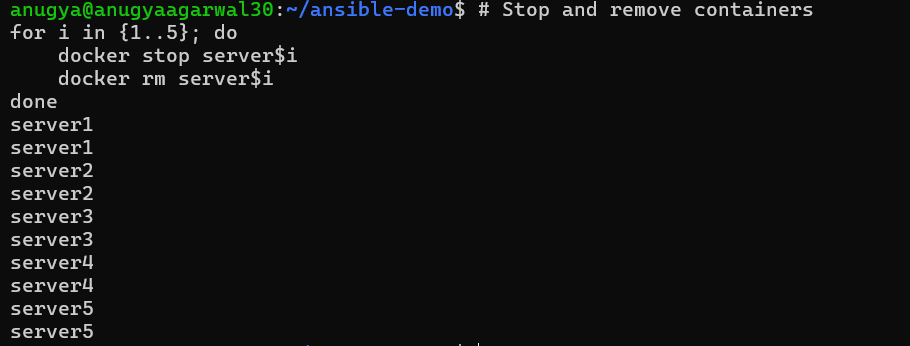 anugya@anugyaagarwal30:~/ansible-demo$ # Stop and remove containers
for i in {1..5}; do
    docker stop server$i
    docker rm server$i
done
server1
server1
server2
server2
server3
server3
server4
server4
server5
server5